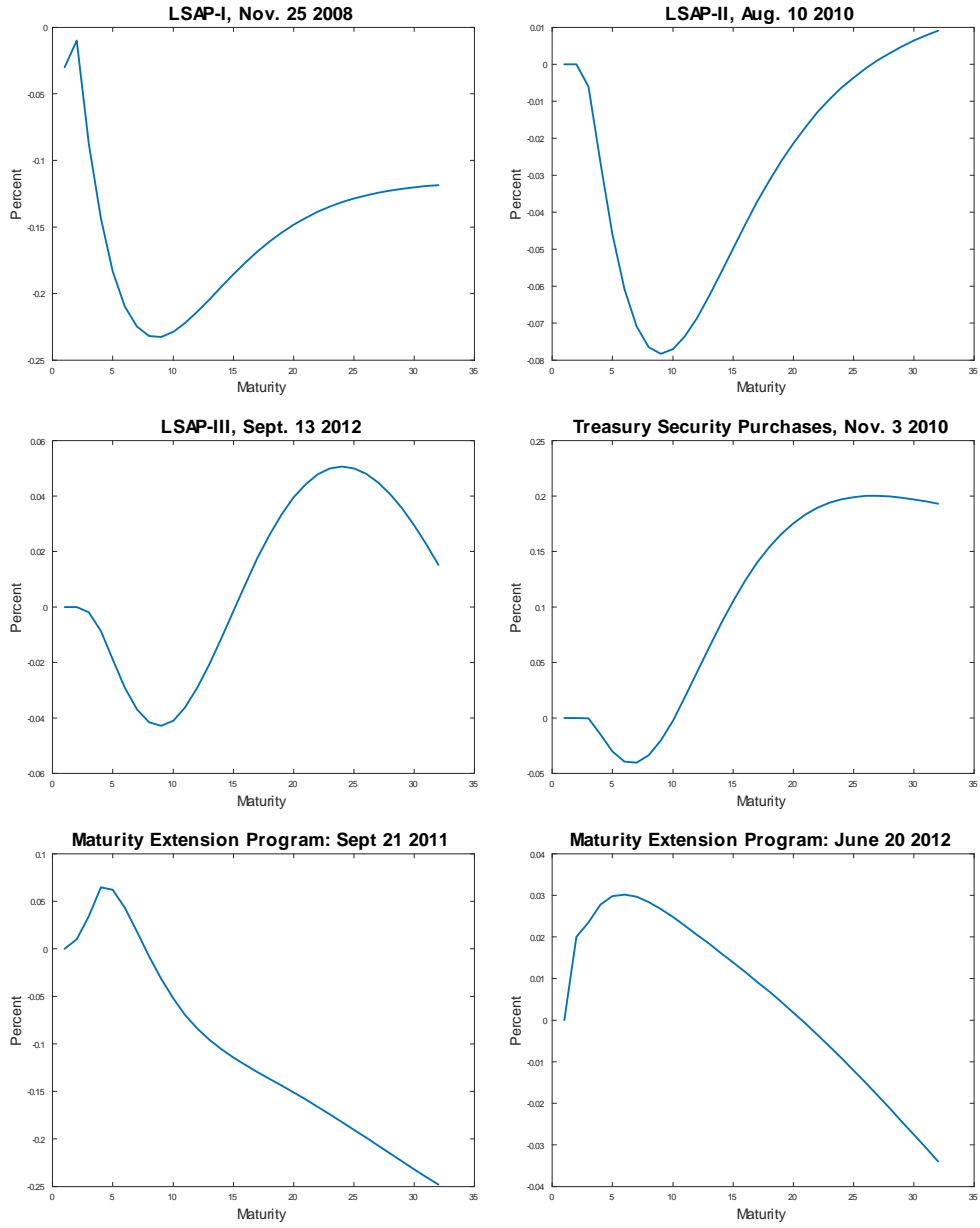 LSAP-I, Nov. 25 2008
0
-0.05
-0.1
-0.15
-0.2
-0.25
Percent
0 5 10 15 20 25 30 35
Maturity
LSAP-II, Aug. 10 2010
0.01
0
-0.01
-0.02
-0.03
-0.04
-0.05
-0.06
-0.07
-0.08
Percent
0 5 10 15 20 25 30 35
Maturity
LSAP-III, Sept. 13 2012
0.06
0.04
0.02
0
-0.02
-0.04
-0.06
Percent
0 5 10 15 20 25 30 35
Maturity
Treasury Security Purchases, Nov. 3 2010
0.25
0.2
0.15
0.1
0.05
0
-0.05
Percent
0 5 10 15 20 25 30 35
Maturity
Maturity Extension Program: Sept 21 2011
0.1
0.05
0
-0.05
-0.1
-0.15
-0.2
-0.25
Percent
0 5 10 15 20 25 30 35
Maturity
Maturity Extension Program: June 20 2012
0.04
0.03
0.02
0.01
0
-0.01
-0.02
-0.03
-0.04
Percent
0 5 10 15 20 25 30 35
Maturity